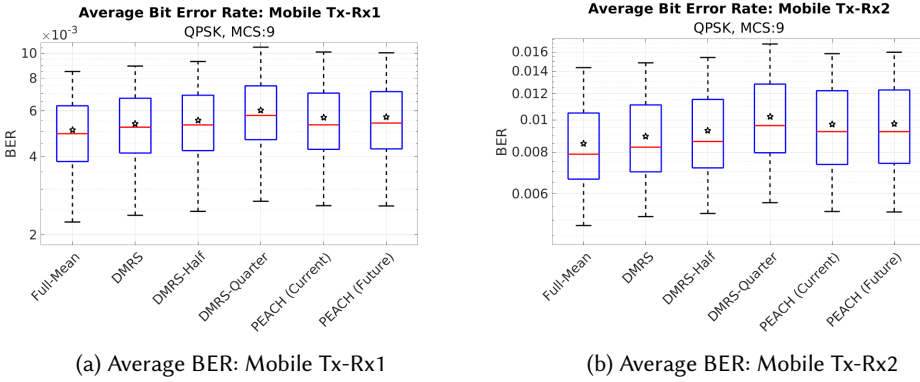 Average Bit Error Rate: Mobile Tx-Rx1
QPSK, MCS:9
×10⁻³
10
8
6
4
2
BER
Full-Mean
DMRS
DMRS-Half
DMRS-Quarter
PEACH (Current)
PEACH (Future)
(a) Average BER: Mobile Tx-Rx1
Average Bit Error Rate: Mobile Tx-Rx2
QPSK, MCS:9
0.016
0.014
0.012
0.01
0.008
0.006
BER
Full-Mean
DMRS
DMRS-Half
DMRS-Quarter
PEACH (Current)
PEACH (Future)
(b) Average BER: Mobile Tx-Rx2